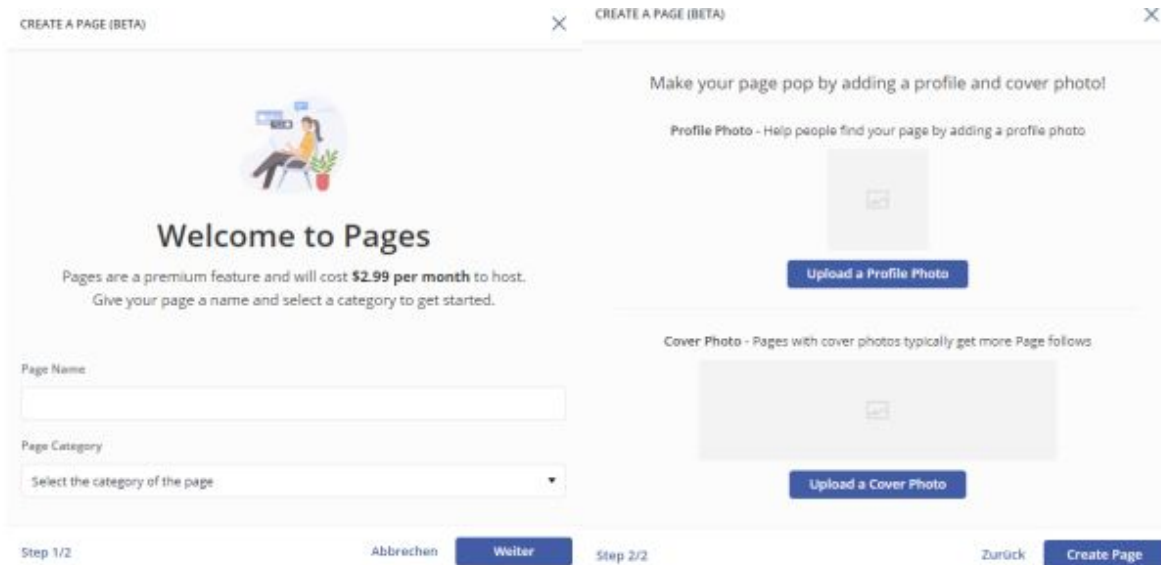 CREATE A PAGE (BETA)
Welcome to Pages
Pages are a premium feature and will cost $2.99 per month to host.
Give your page a name and select a category to get started.
Page Name
Page Category
Select the category of the page
Step 1/2
Abbrechen
Weiter
CREATE A PAGE (BETA)
Make your page pop by adding a profile and cover photo!
Profile Photo - Help people find your page by adding a profile photo
Upload a Profile Photo
Cover Photo - Pages with cover photos typically get more Page follows
Upload a Cover Photo
Step 2/2
Zurück
Create Page